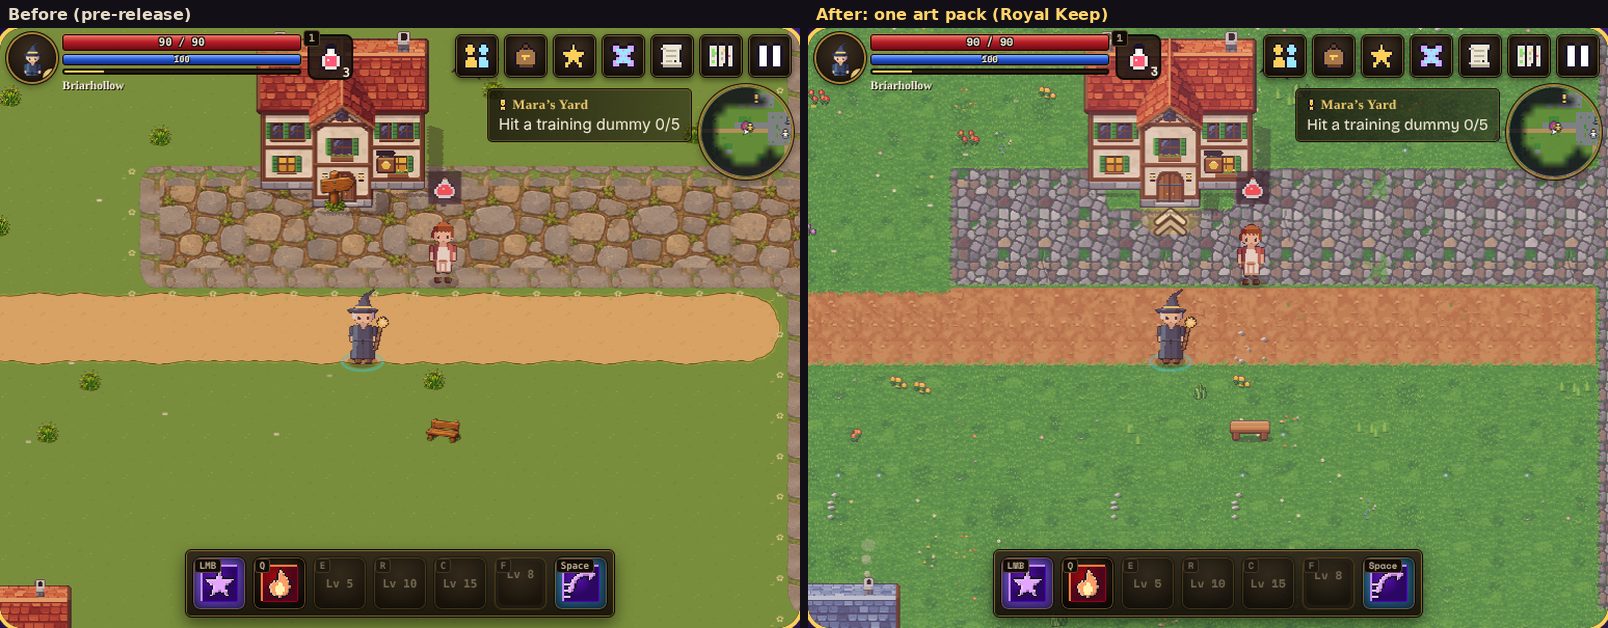 Before (pre-release)
90 / 90
100
Briarhollow
1
3
! Mara's Yard
Hit a training dummy 0/5
LMB
Q
E
Lv 5
R
Lv 10
C
Lv 15
F
Lv 8
Space
After: one art pack (Royal Keep)
90 / 90
100
Briarhollow
1
3
! Mara's Yard
Hit a training dummy 0/5
LMB
Q
E
Lv 5
R
Lv 10
C
Lv 15
F
Lv 8
Space